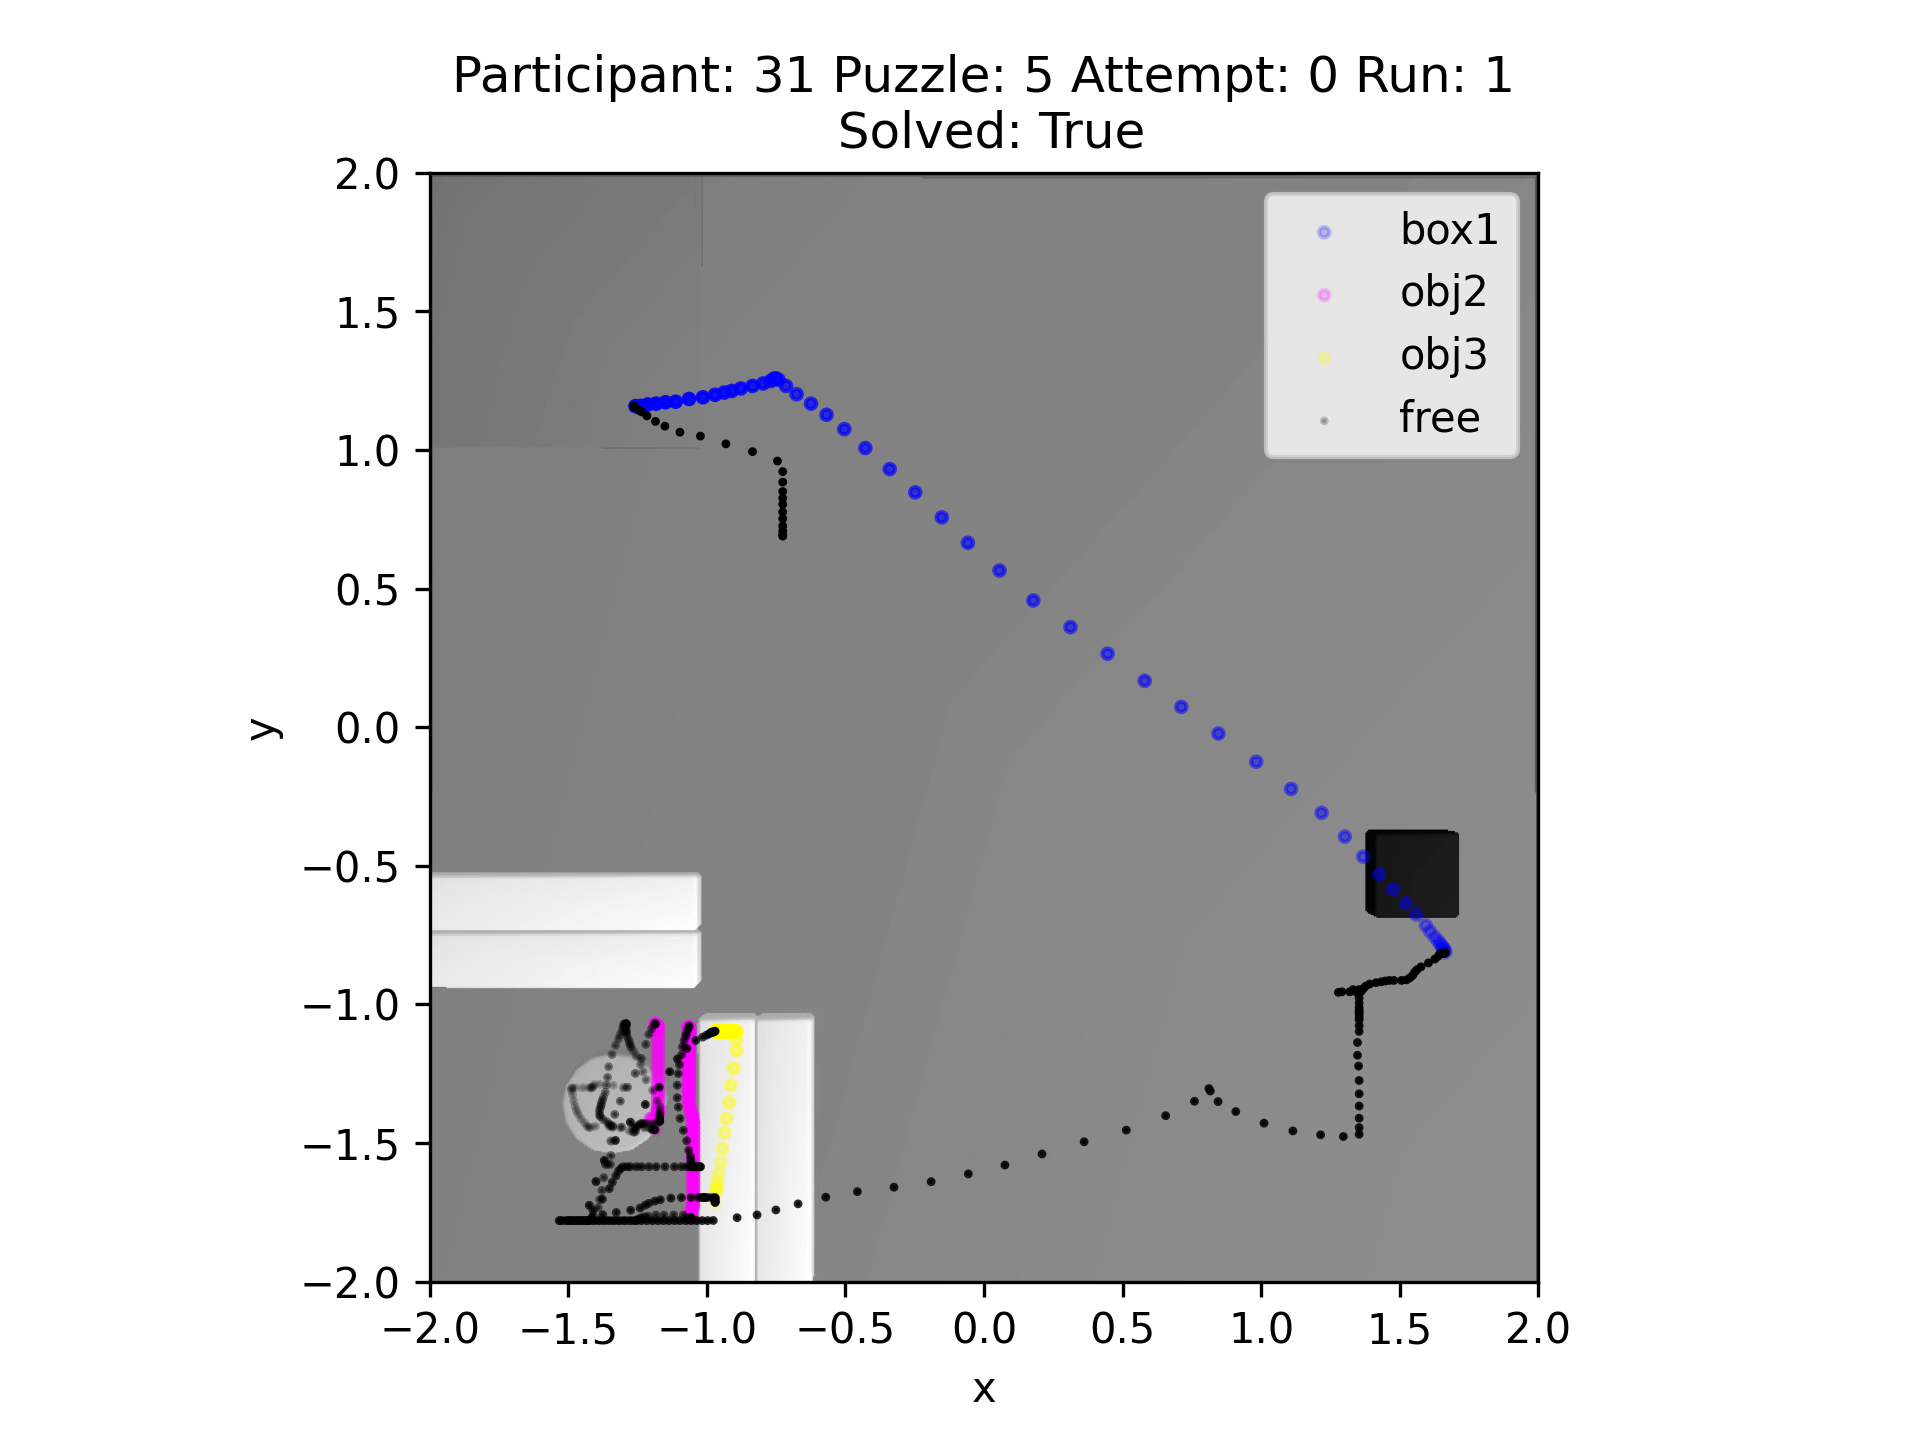 Participant: 31 Puzzle: 5 Attempt: 0 Run: 1
Solved: True
2.0
1.5
1.0
0.5
0.0
−0.5
−1.0
−1.5
−2.0
y
box1
obj2
obj3
free
−2.0 −1.5 −1.0 −0.5 0.0 0.5 1.0 1.5 2.0
x